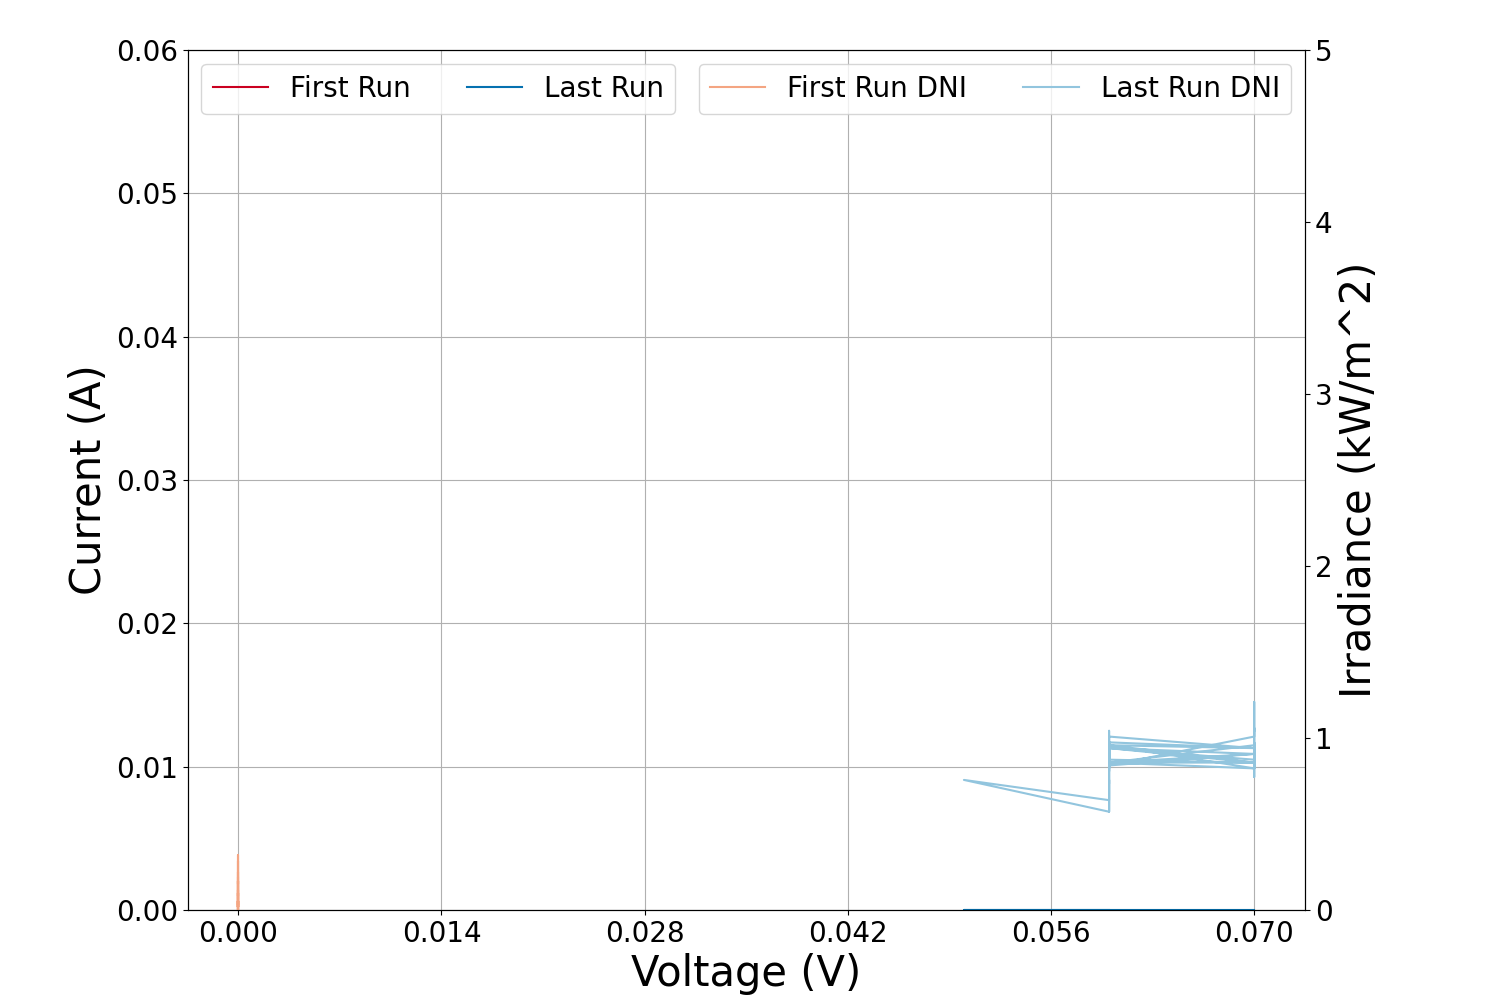 First Run
Last Run
First Run DNI
Last Run DNI
0.06
0.05
0.04
0.03
0.02
0.01
0.00
Current (A)
5
4
3
2
1
0
Irradiance (kW/m^2)
0.000 0.014 0.028 0.042 0.056 0.070
Voltage (V)